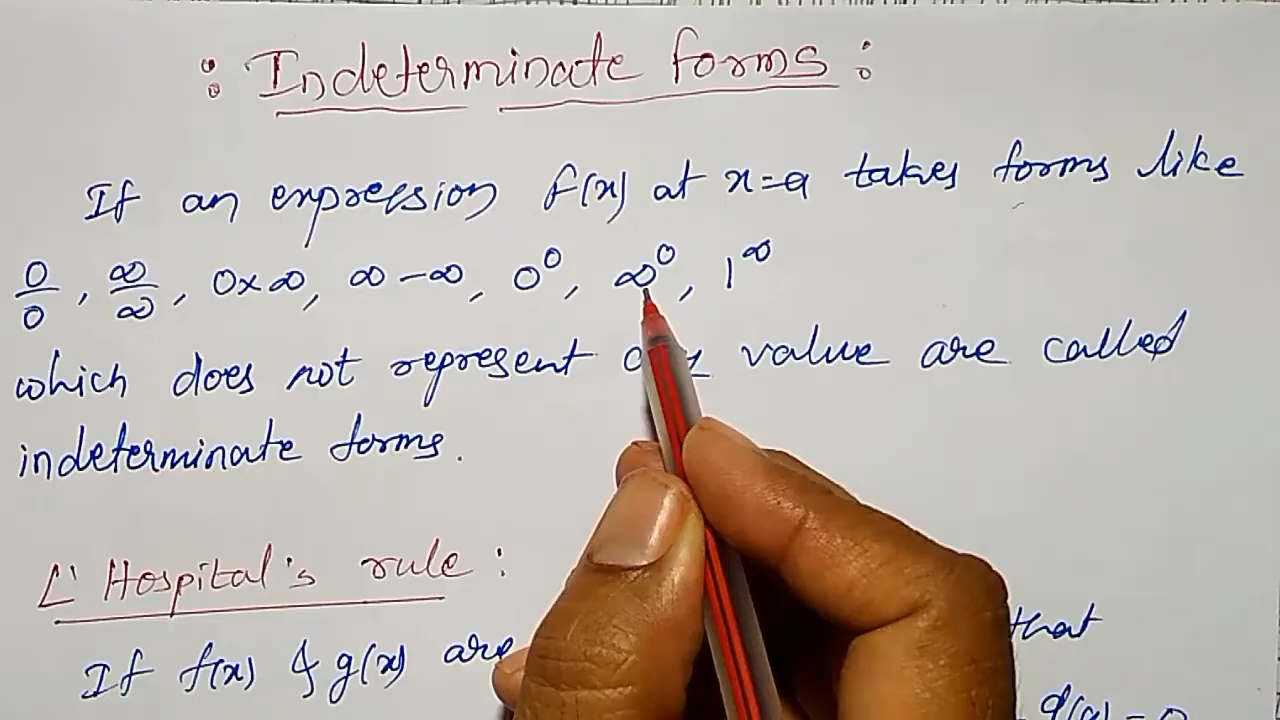 : Indeterminate forms :
If an expression f(x) at x=a takes forms like
0/0, ∞/∞, 0×∞, ∞-∞, 0⁰, ∞⁰, 1^∞
which does not represent value are called
indeterminate forms.
L' Hospital's rule :
If f(x) & g(x) are that